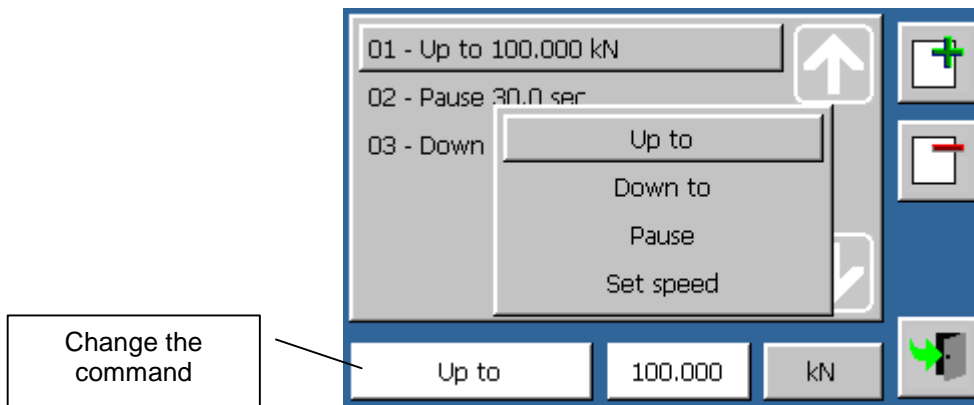 01 - Up to 100.000 kN
02 - Pause 30.0 sec
03 - Down
Up to
Down to
Pause
Set speed
Change the
command
Up to
100.000
kN